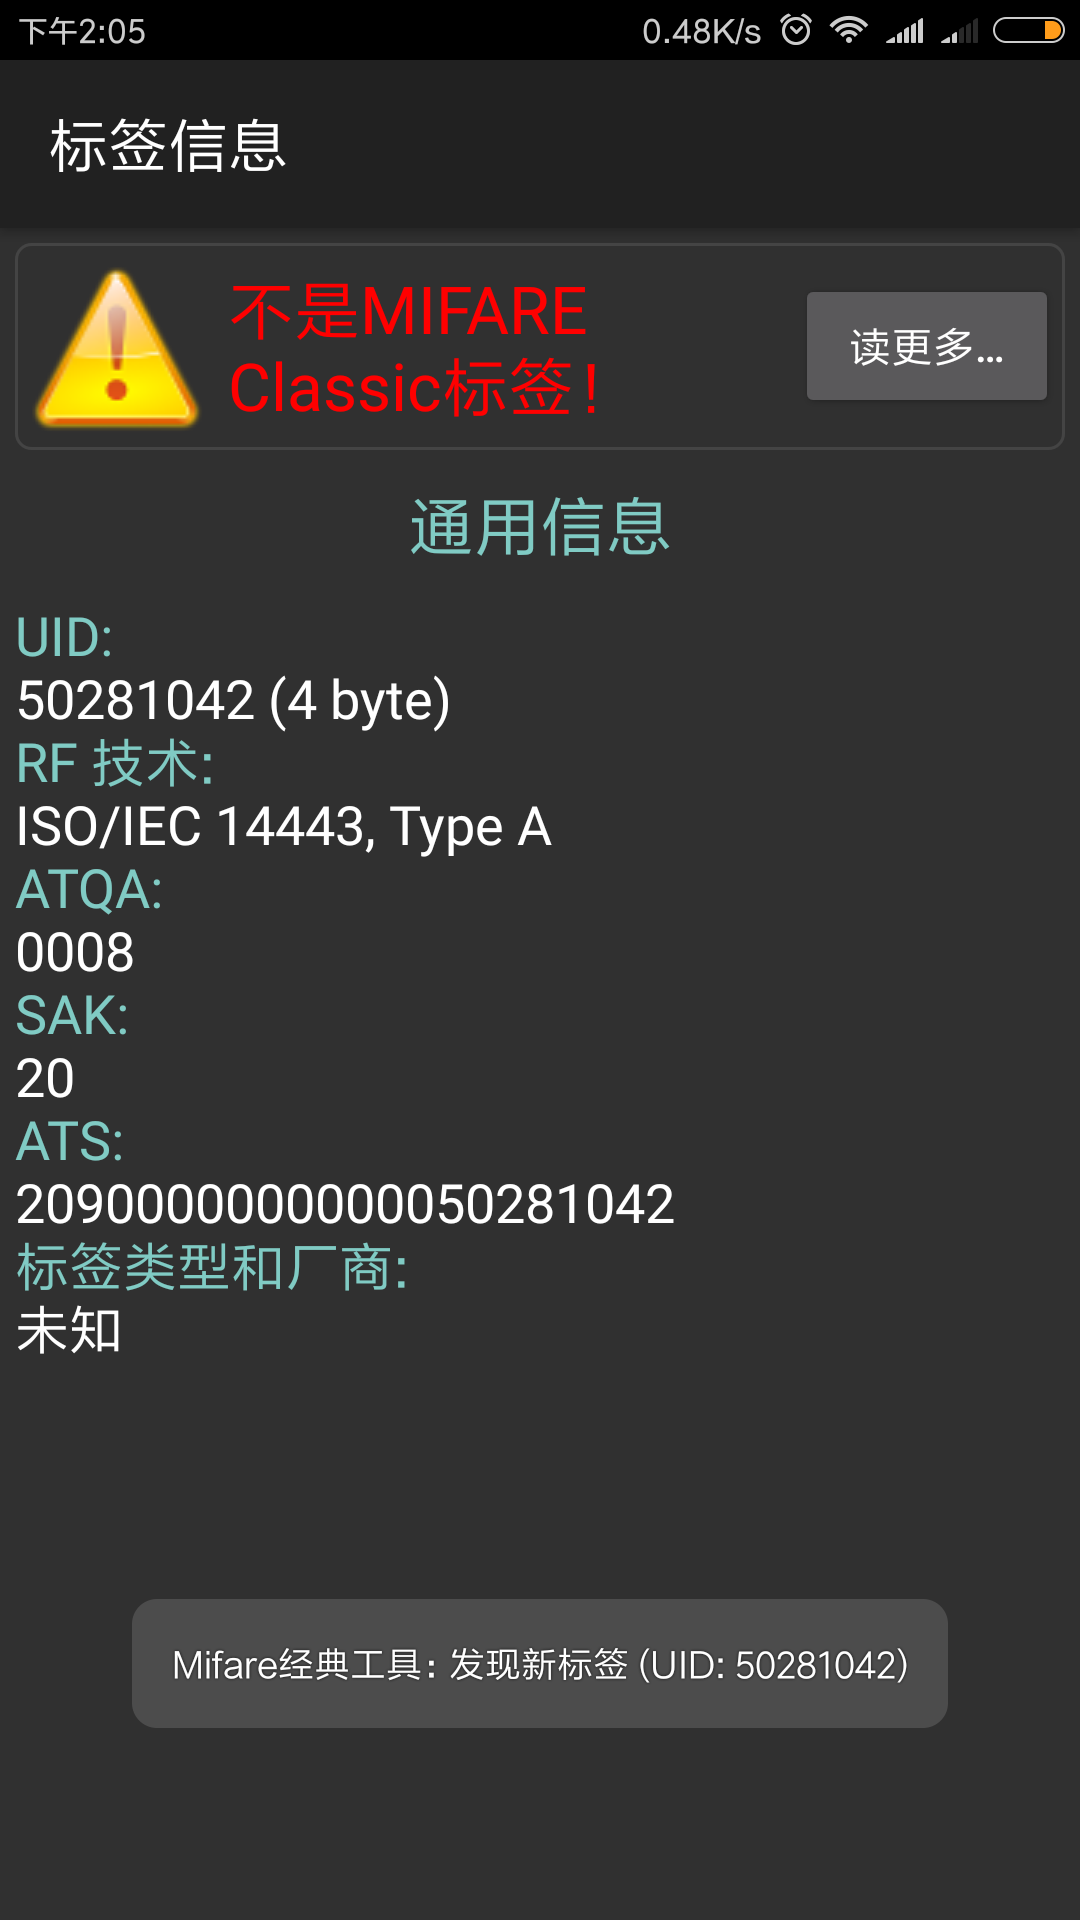 下午2:05
0.48K/s
标签信息
不是MIFARE
Classic标签!
读更多...
通用信息
UID:
50281042 (4 byte)
RF 技术:
ISO/IEC 14443, Type A
ATQA:
0008
SAK:
20
ATS:
2090000000000050281042
标签类型和厂商:
未知
Mifare经典工具：发现新标签 (UID: 50281042)